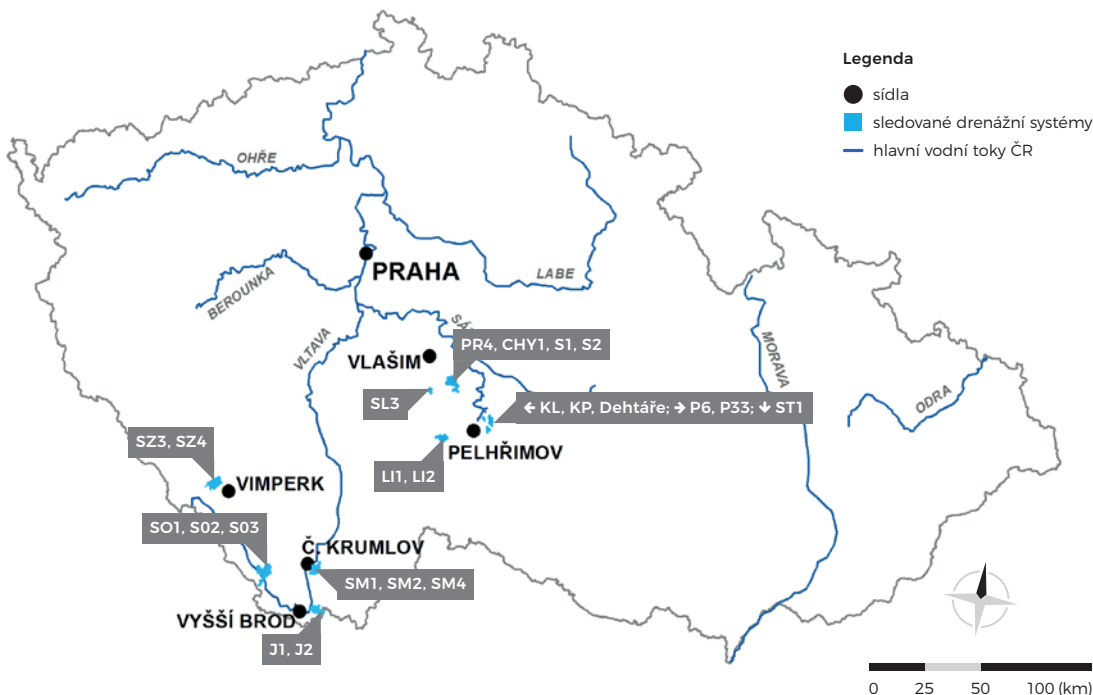 Legenda
sídla
sledované drenážní systémy
hlavní vodní toky ČR
OHŘE
PRAHA
LABE
BEROUNKA
VLTAVA
VLAŠIM
PR4, CHY1, S1, S2
MORAVA
ODRA
SL3
← KL, KP, Dehtáře; → P6, P33; ↓ ST1
PELHŘIMOV
LI1, LI2
SZ3, SZ4
VIMPERK
SO1, S02, S03
Č. KRUMLOV
SM1, SM2, SM4
VYŠŠÍ BROD
J1, J2
0 25 50 100 (km)